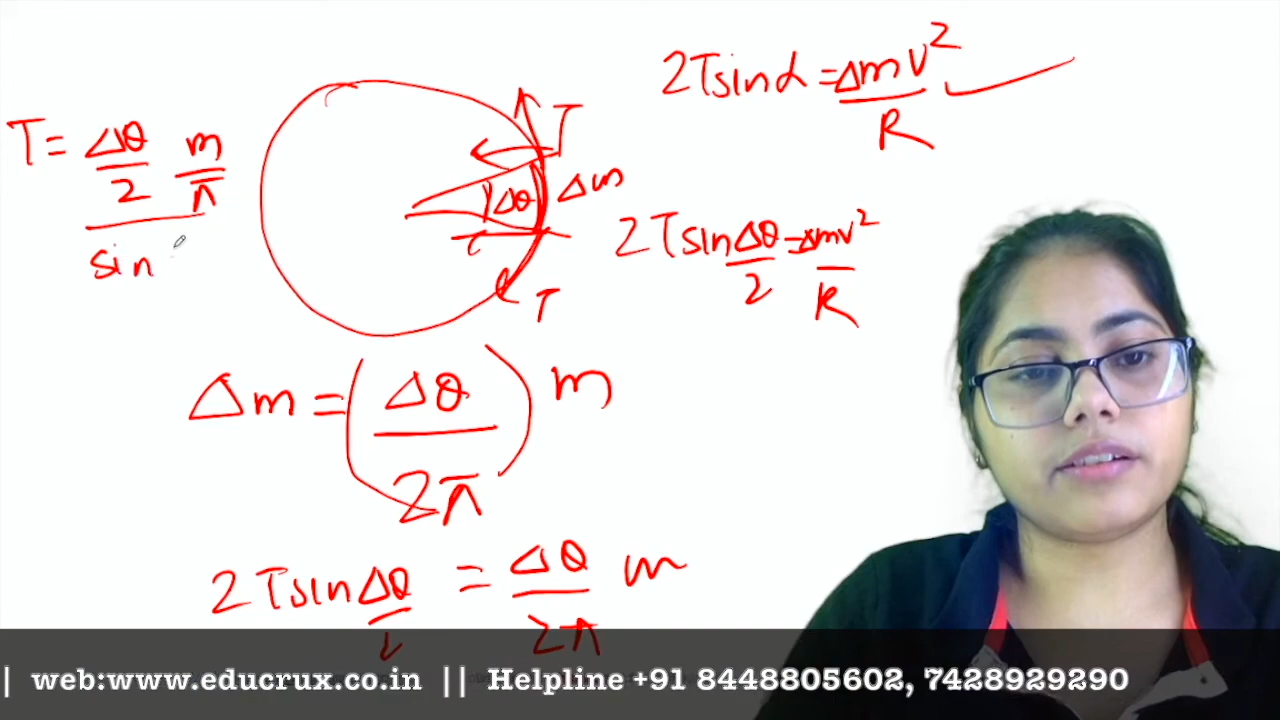 2Tsinα = Δmv²/R
T = (Δθ/2 m/π)/sin
T
Δθ
Δm
T
2Tsin Δθ/2 = Δmv²/R
Δm = (Δθ/2π) m
2Tsin Δθ/2 = Δθ/2π m
| web:www.educrux.co.in || Helpline +91 8448805602, 7428929290